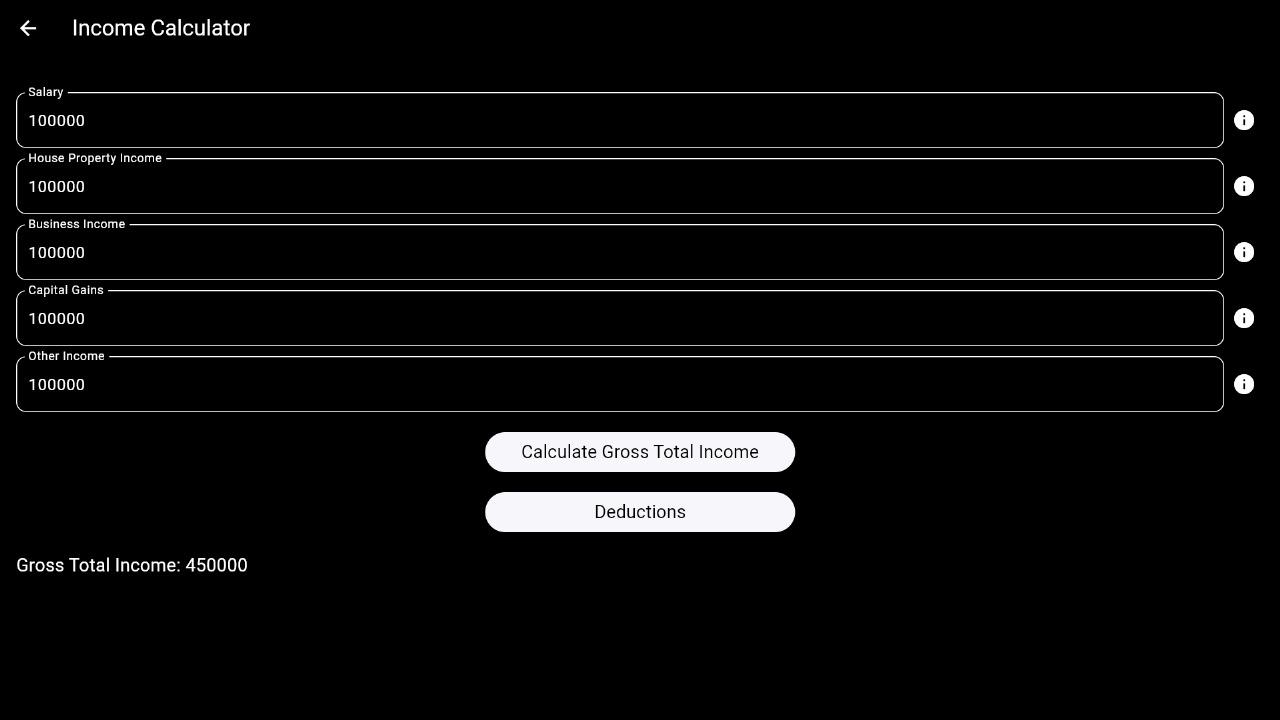 Income Calculator
Salary
100000
House Property Income
100000
Business Income
100000
Capital Gains
100000
Other Income
100000
Calculate Gross Total Income
Deductions
Gross Total Income: 450000